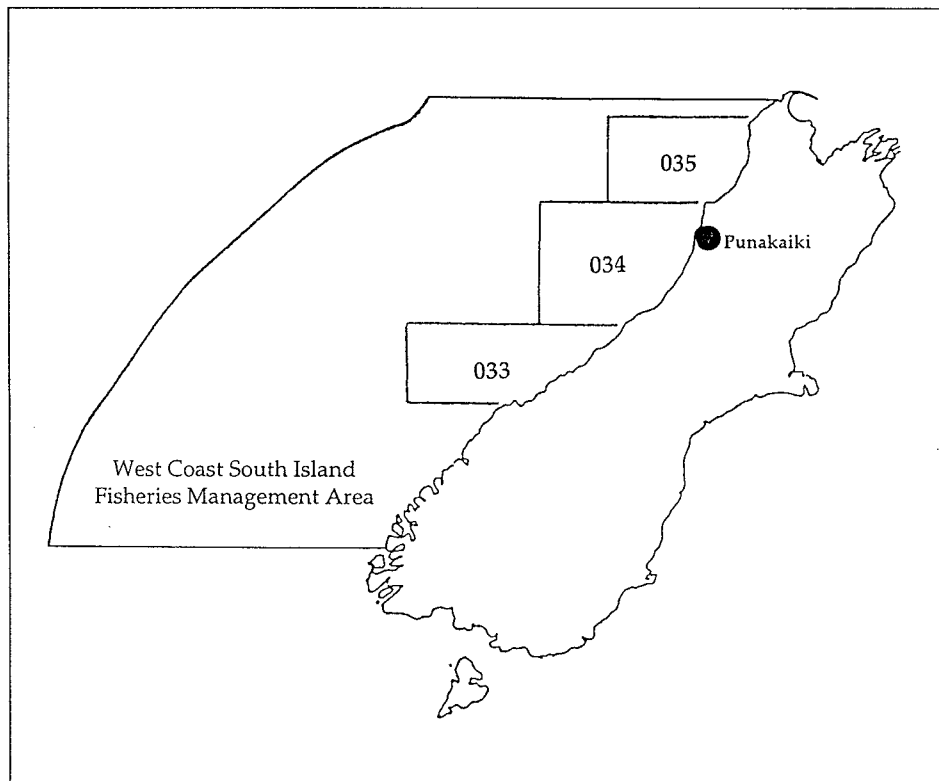 035
Punakaiki
034
033
West Coast South Island
Fisheries Management Area